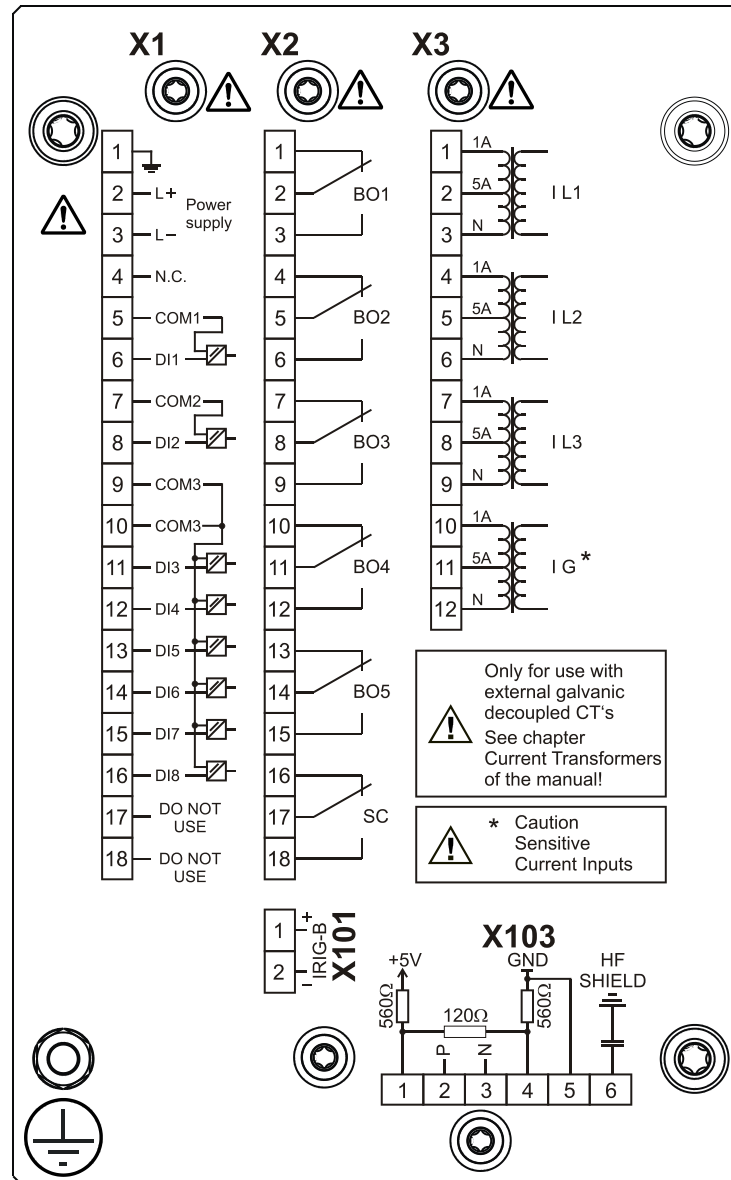 X1
X2
X3
1
2 L+
3 L−
Power
supply
4 N.C.
5 COM1
6 DI1
7 COM2
8 DI2
9 COM3
10 COM3
11 DI3
12 DI4
13 DI5
14 DI6
15 DI7
16 DI8
17 DO NOT
USE
18 DO NOT
USE
1
2 BO1
3
4
5 BO2
6
7
8 BO3
9
10
11 BO4
12
13
14 BO5
15
16
17 SC
18
1 1A
2 5A I L1
3 N
4 1A
5 5A I L2
6 N
7 1A
8 5A I L3
9 N
10 1A
11 5A I G *
12 N
Only for use with
external galvanic
decoupled CT‘s
See chapter
Current Transformers
of the manual!
* Caution
Sensitive
Current Inputs
1 +
2 −
IRIG-B
X101
X103
+5V
GND
HF
SHIELD
560Ω
120Ω
560Ω
P
N
1 2 3 4 5 6